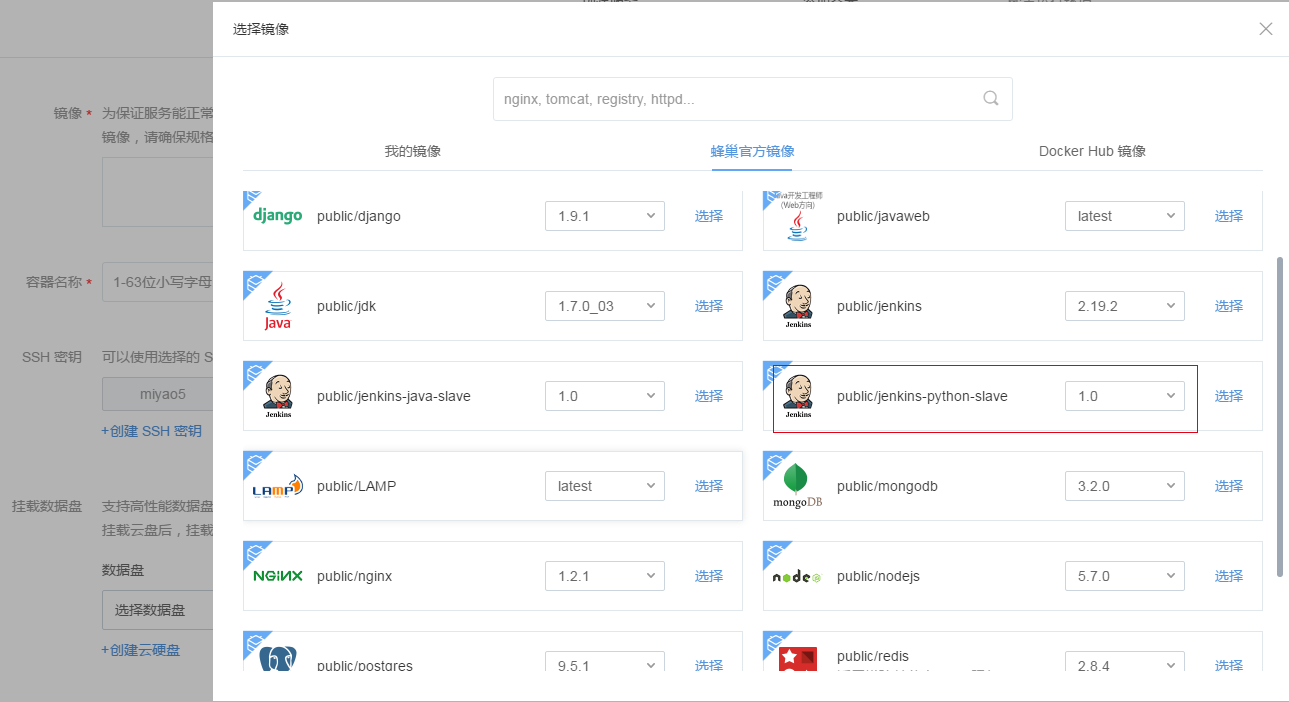 选择镜像
nginx, tomcat, registry, httpd...
我的镜像
蜂巢官方镜像
Docker Hub 镜像
镜像 *
为保证服务能正常
镜像，请确保规格
容器名称 *
1-63位小写字母
SSH 密钥
可以使用选择的 S
miyao5
+创建 SSH 密钥
挂载数据盘
支持高性能数据盘
挂载云盘后，挂载
数据盘
选择数据盘
+创建云硬盘
django public/django 1.9.1 选择
Java开发工程师
(Web方向)
public/javaweb latest 选择
Java public/jdk 1.7.0_03 选择
Jenkins public/jenkins 2.19.2 选择
Jenkins public/jenkins-java-slave 1.0 选择
Jenkins public/jenkins-python-slave 1.0 选择
LAMP public/LAMP latest 选择
mongoDB public/mongodb 3.2.0 选择
NGINX public/nginx 1.2.1 选择
node public/nodejs 5.7.0 选择
public/postgres 9.5.1 选择
public/redis 2.8.4 选择